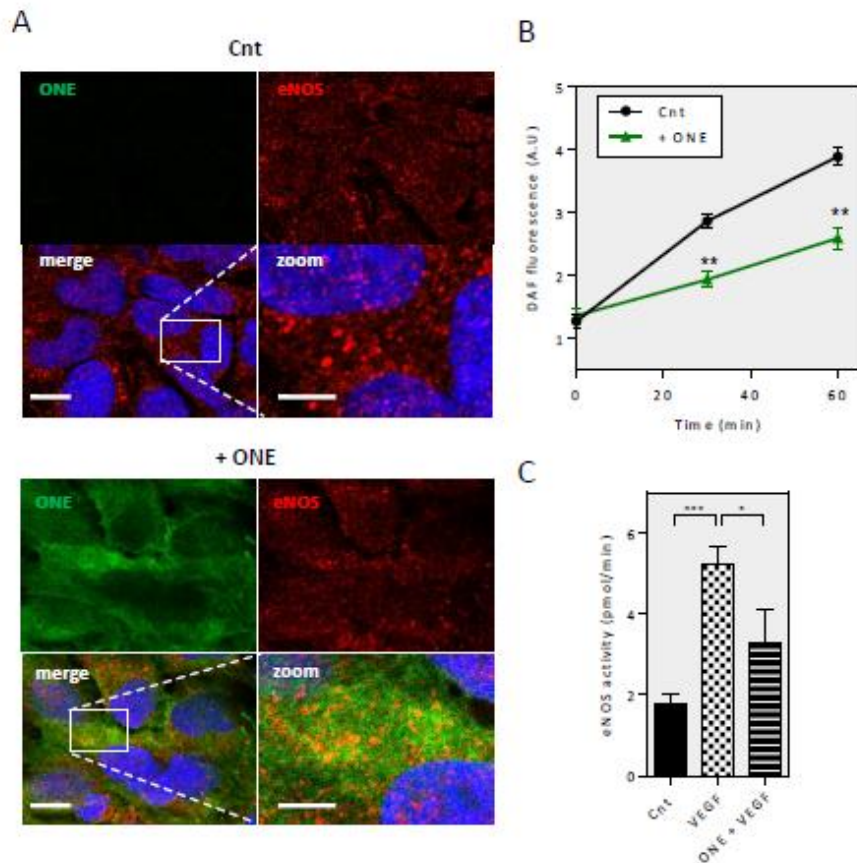 A
Cnt
ONE
eNOS
merge
zoom
+ ONE
ONE
eNOS
merge
zoom
B
5
4
3
2
1
DAF fluorescence (A.U)
Cnt
+ ONE
**
**
0
20
40
60
Time (min)
C
6
4
2
0
eNOS activity (pmol/min)
***
*
Cnt
VEGF
ONE + VEGF